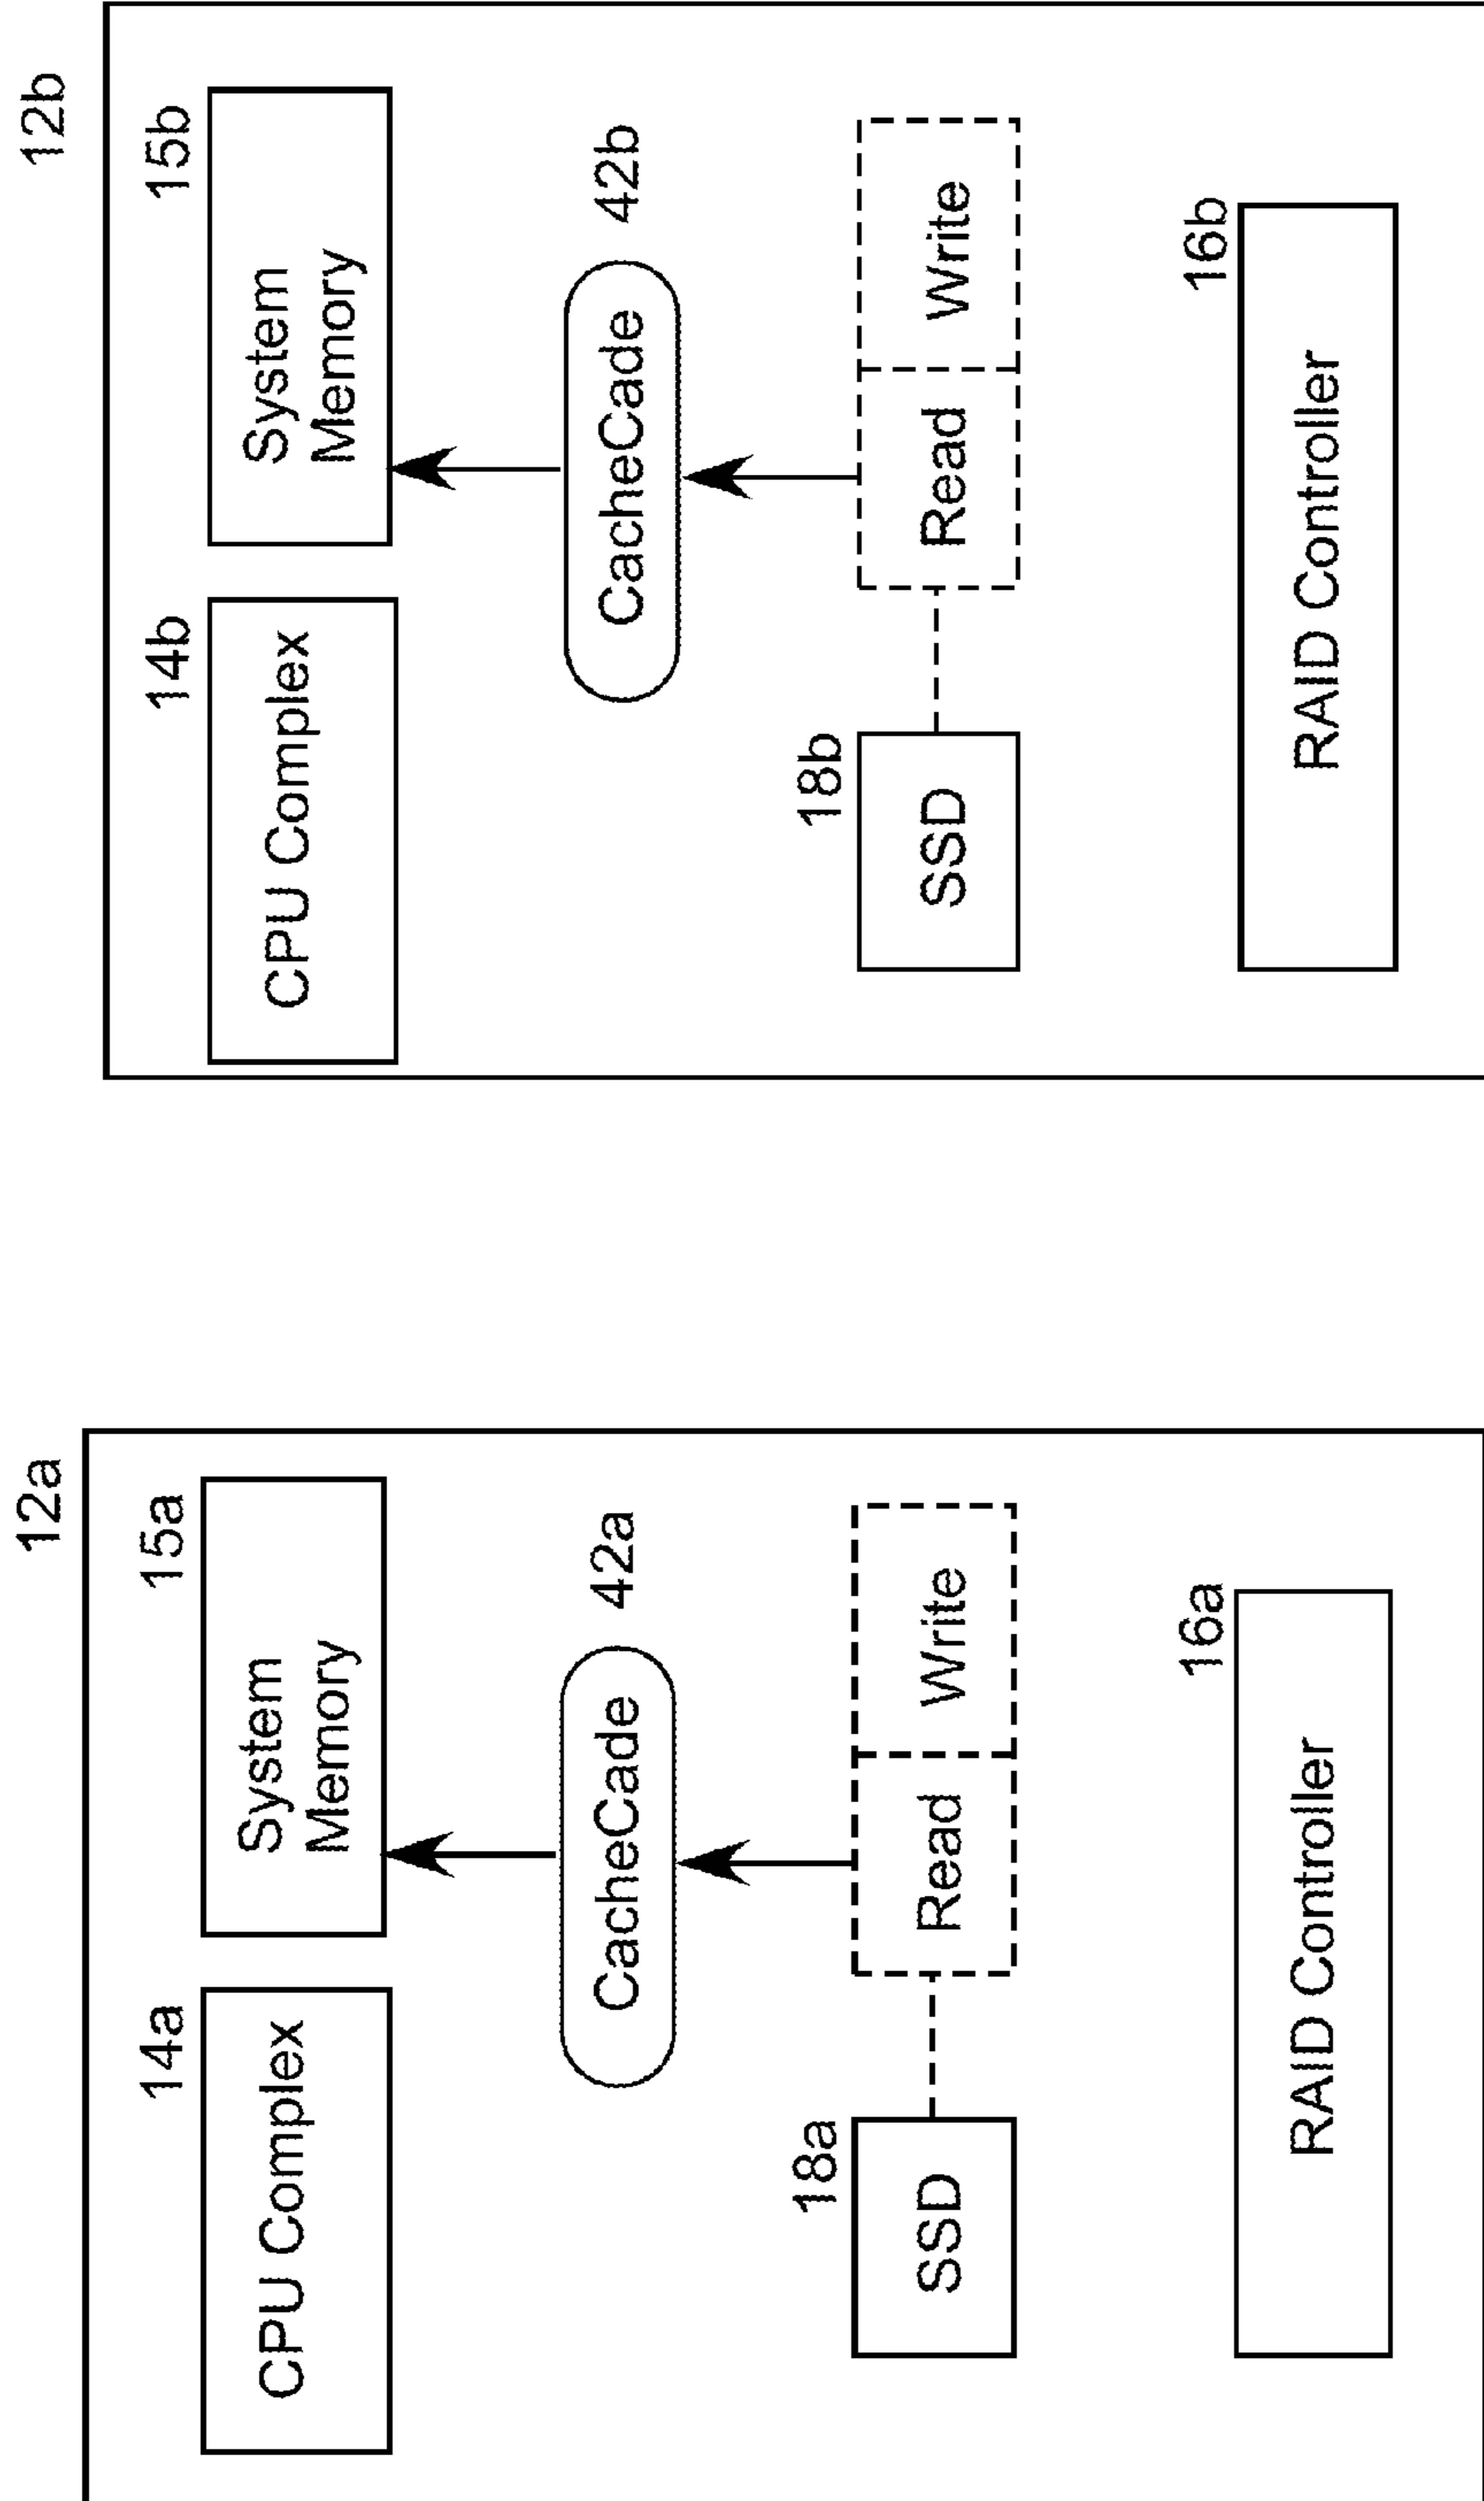 12a
14a
15a
CPU Complex
System
Memory
CacheCade
42a
18a
SSD
Read
Write
16a
RAID Controller
12b
14b
15b
CPU Complex
System
Memory
CacheCade
42b
18b
SSD
Read
Write
16b
RAID Controller